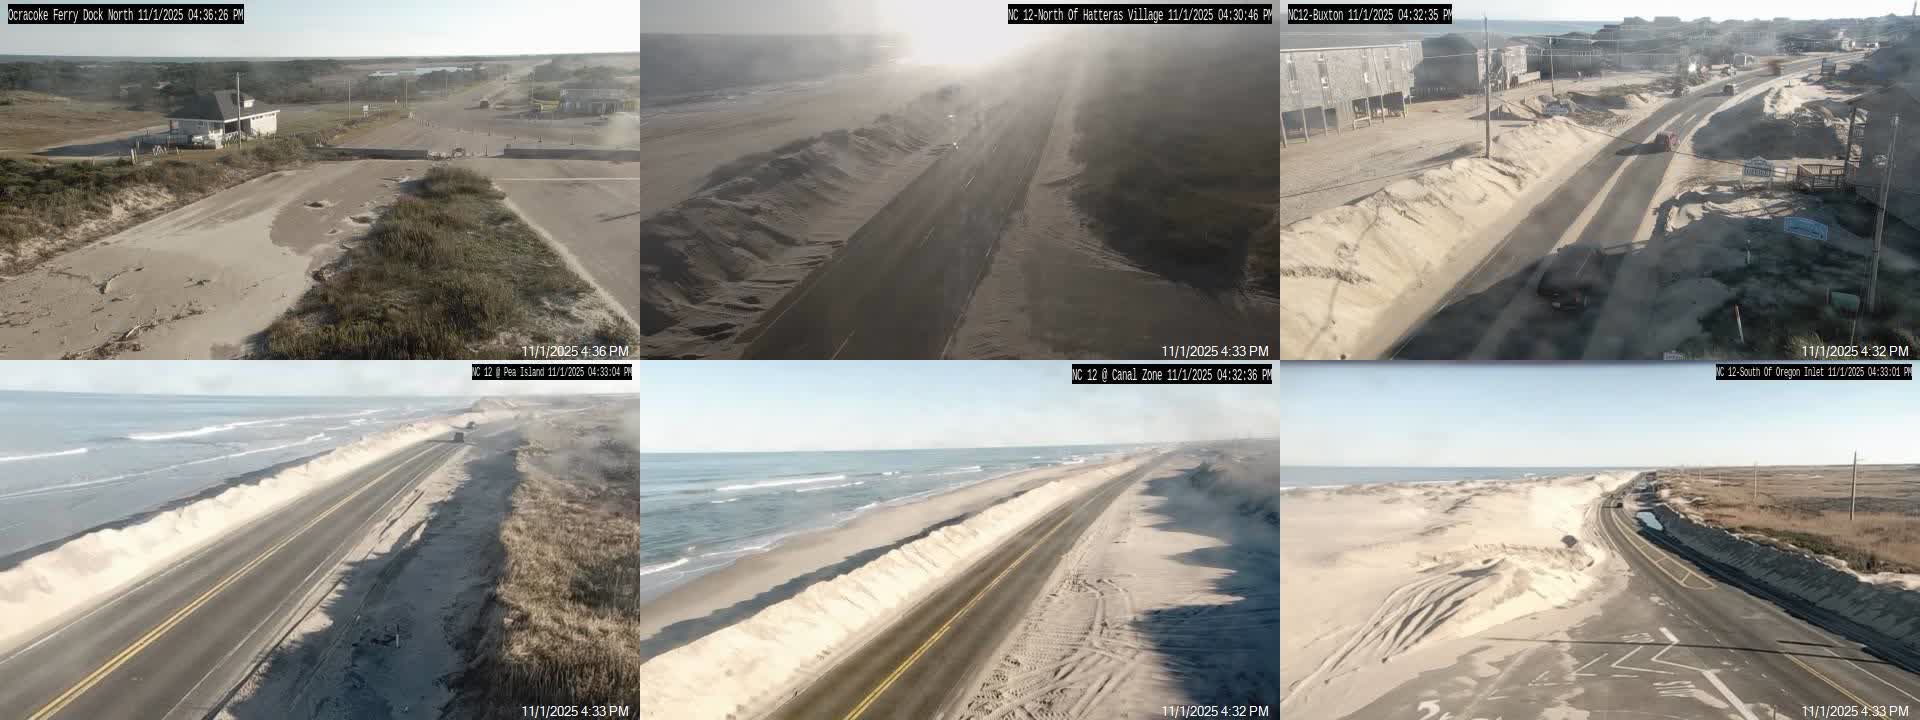 Ocracoke Ferry Dock North 11/1/2025 04:36:26 PM
11/1/2025 4:36 PM
NC 12-North Of Hatteras Village 11/1/2025 04:30:46 PM
11/1/2025 4:33 PM
NC12-Buxton 11/1/2025 04:32:35 PM
11/1/2025 4:32 PM
NC 12 @ Pea Island 11/1/2025 04:33:04 PM
11/1/2025 4:33 PM
NC 12 @ Canal Zone 11/1/2025 04:32:36 PM
11/1/2025 4:32 PM
NC 12-South Of Oregon Inlet 11/1/2025 04:33:01 PM
11/1/2025 4:33 PM